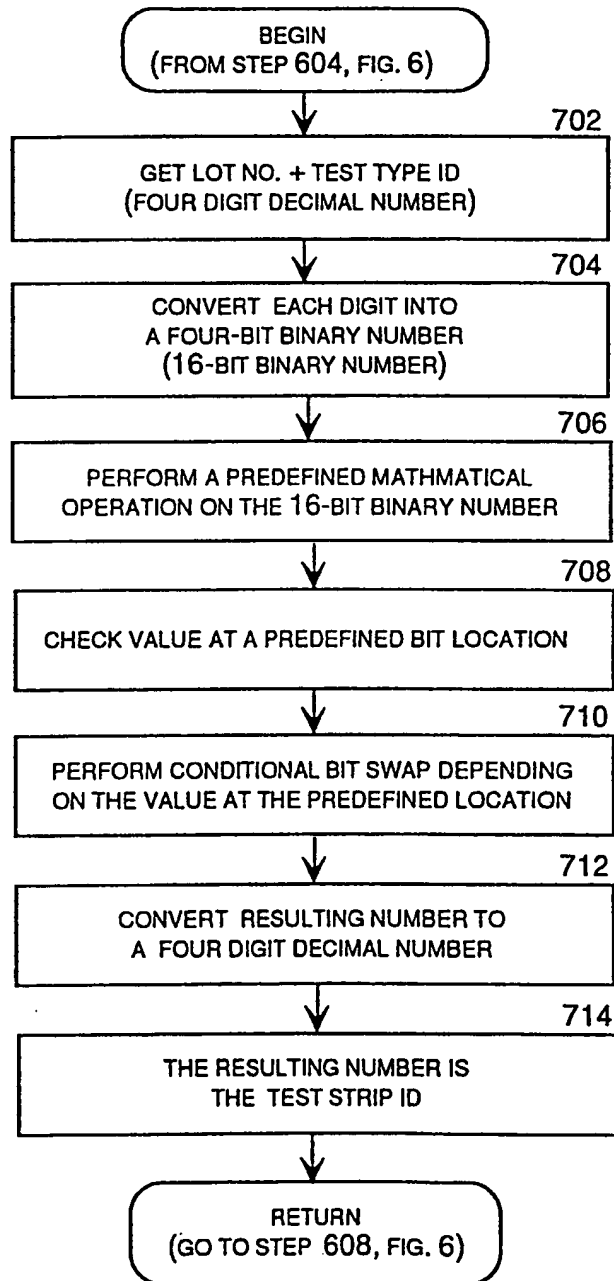 BEGIN
(FROM STEP 604, FIG. 6)
702
GET LOT NO. + TEST TYPE ID
(FOUR DIGIT DECIMAL NUMBER)
704
CONVERT EACH DIGIT INTO
A FOUR-BIT BINARY NUMBER
(16-BIT BINARY NUMBER)
706
PERFORM A PREDEFINED MATHMATICAL
OPERATION ON THE 16-BIT BINARY NUMBER
708
CHECK VALUE AT A PREDEFINED BIT LOCATION
710
PERFORM CONDITIONAL BIT SWAP DEPENDING
ON THE VALUE AT THE PREDEFINED LOCATION
712
CONVERT RESULTING NUMBER TO
A FOUR DIGIT DECIMAL NUMBER
714
THE RESULTING NUMBER IS
THE TEST STRIP ID
RETURN
(GO TO STEP 608, FIG. 6)